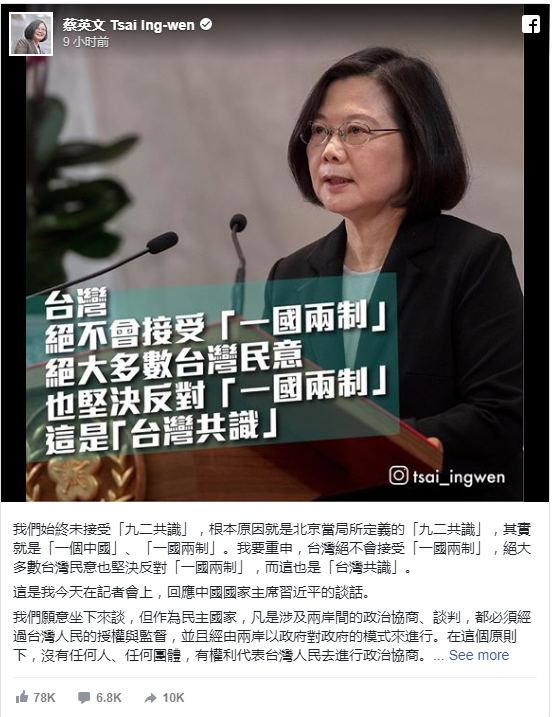 蔡英文 Tsai Ing-wen
9 小时前
台灣
絕不會接受「一國兩制」
絕大多數台灣民意
也堅決反對「一國兩制」
這是「台灣共識」
tsai_ingwen
我們始終未接受「九二共識」，根本原因就是北京當局所定義的「九二共識」，其實
就是「一個中國」、「一國兩制」。我要重申，台灣絕不會接受「一國兩制」，絕大
多數台灣民意也堅決反對「一國兩制」，而這也是「台灣共識」。
這是我今天在記者會上，回應中國國家主席習近平的談話。
我們願意坐下來談，但作為民主國家，凡是涉及兩岸間的政治協商、談判，都必須經
過台灣人民的授權與監督，並且經由兩岸以政府對政府的模式來進行。在這個原則
下，沒有任何人、任何團體，有權利代表台灣人民去進行政治協商。... See more
78K 6.8K 10K